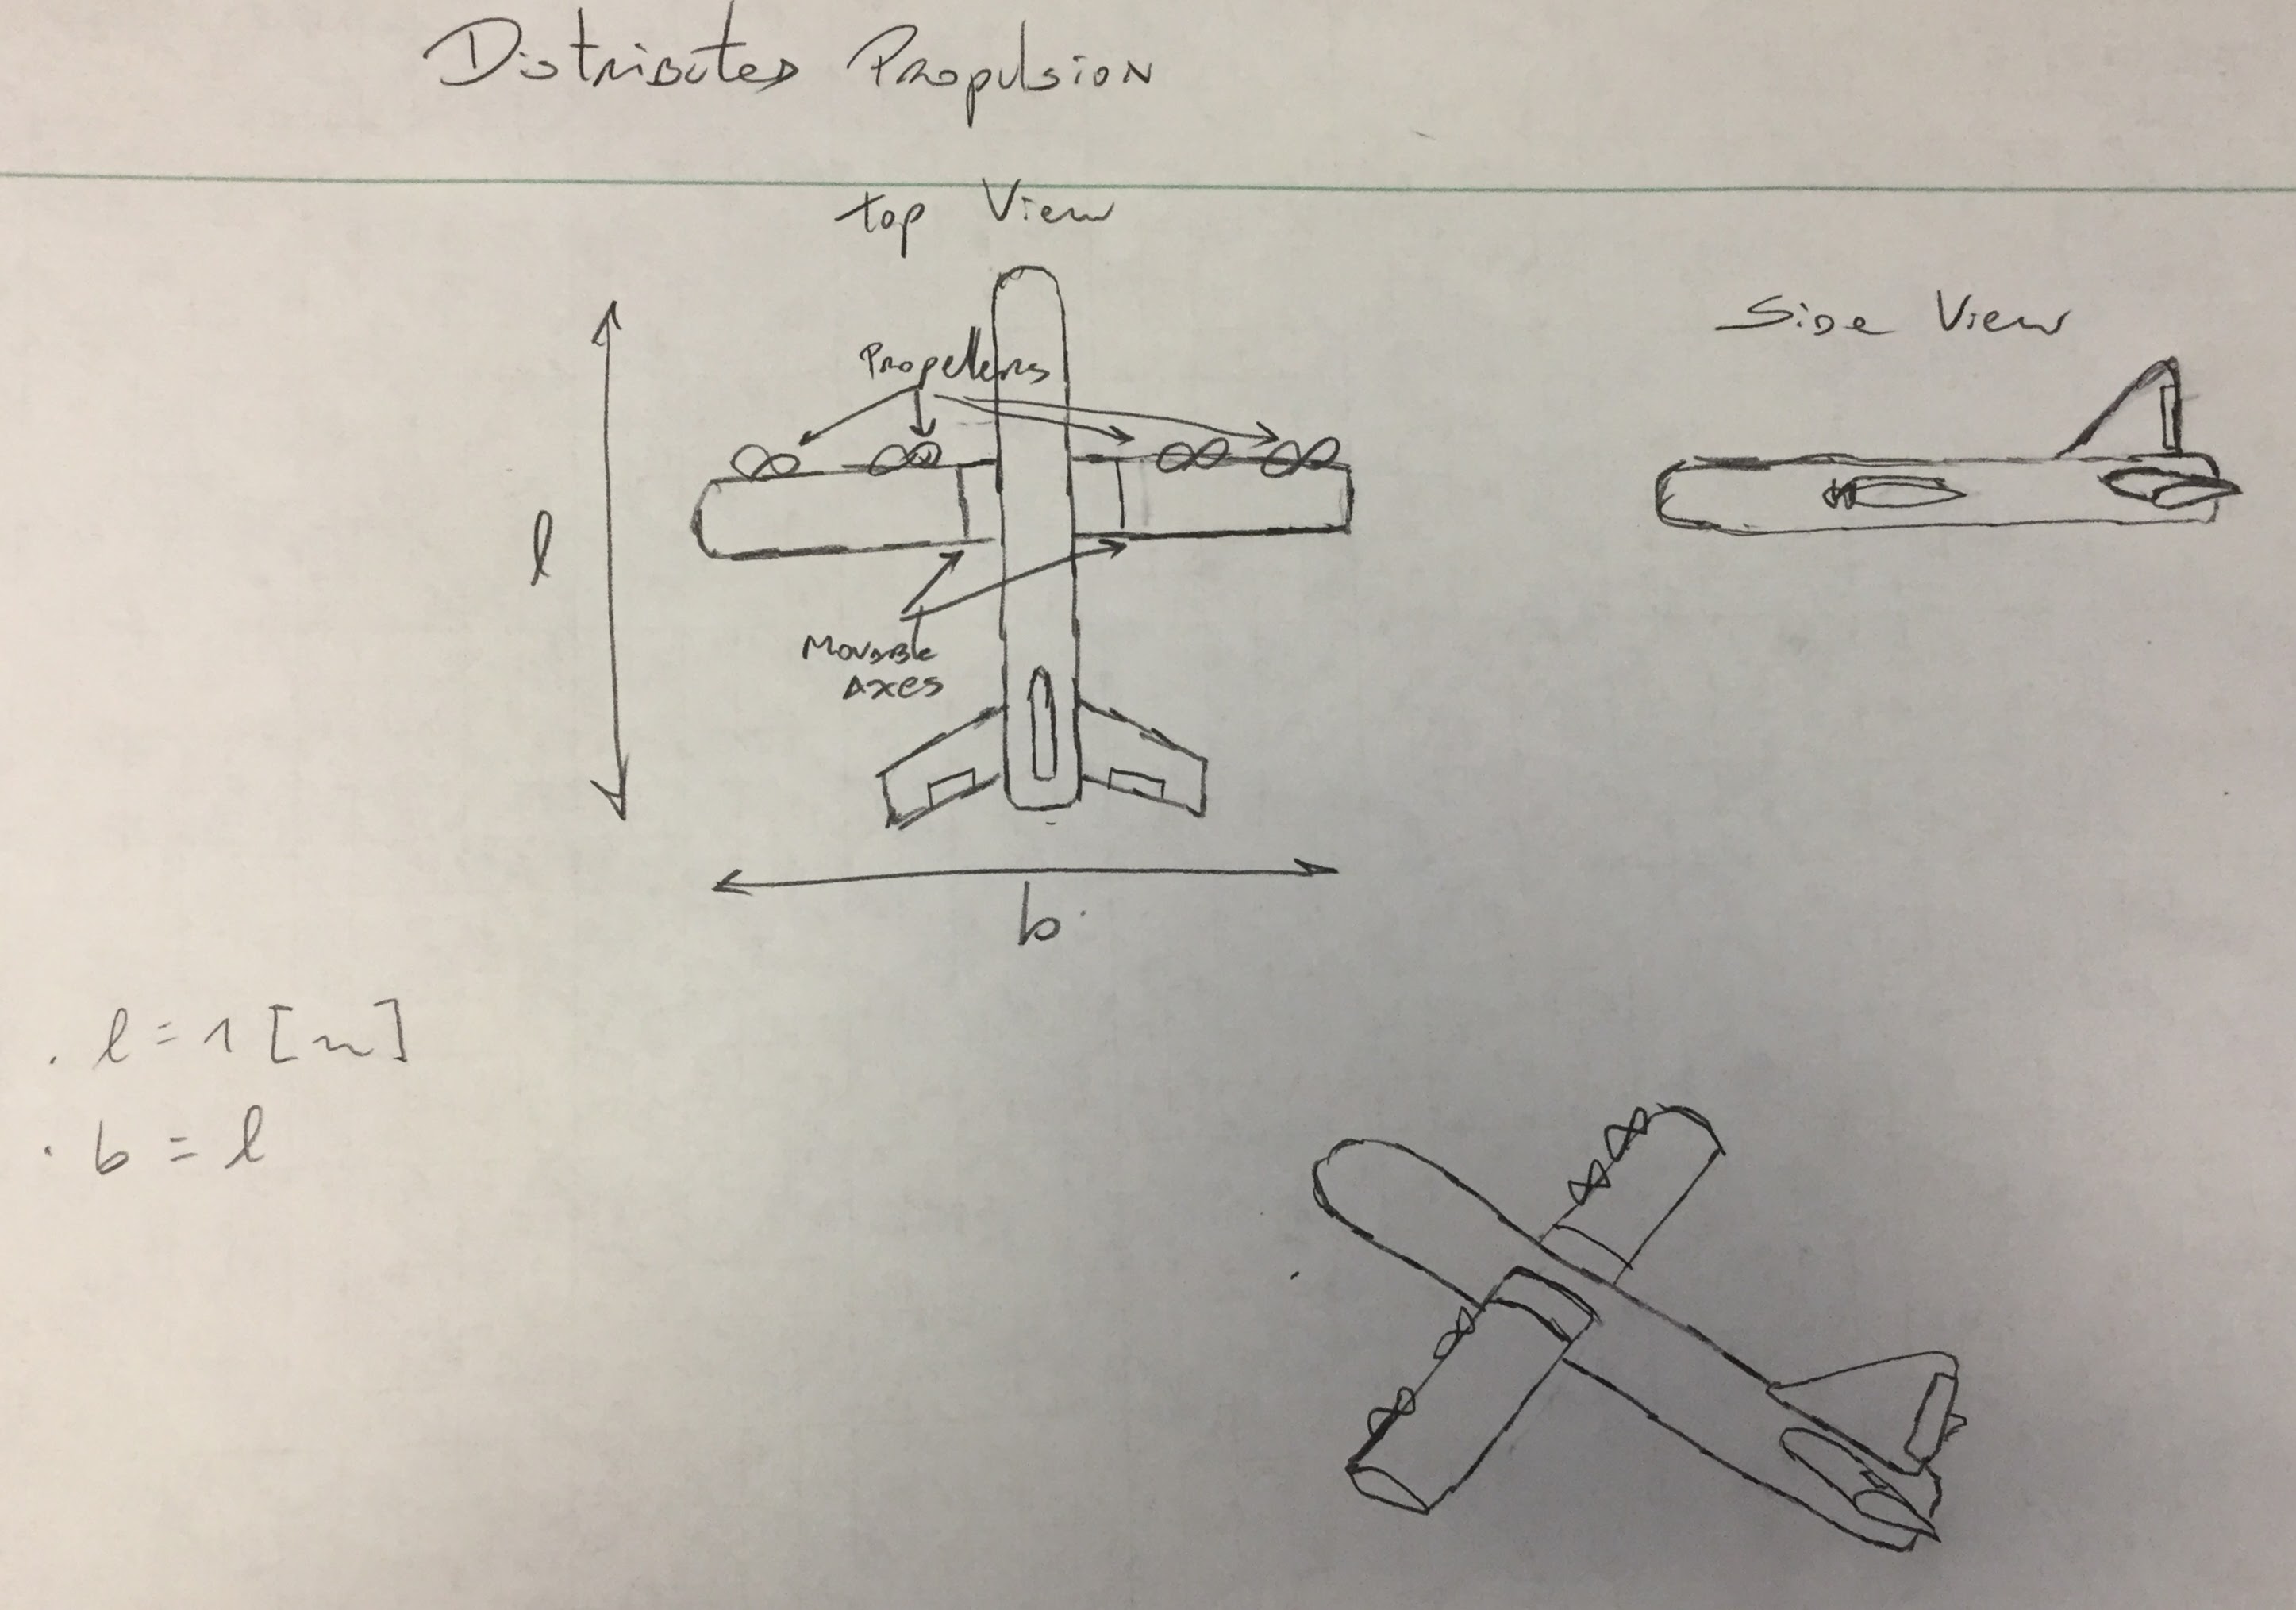 Distributed Propulsion
top View
Side View
Propellers
l
Movable
Axes
b
. l = 1 [m]
. b = l